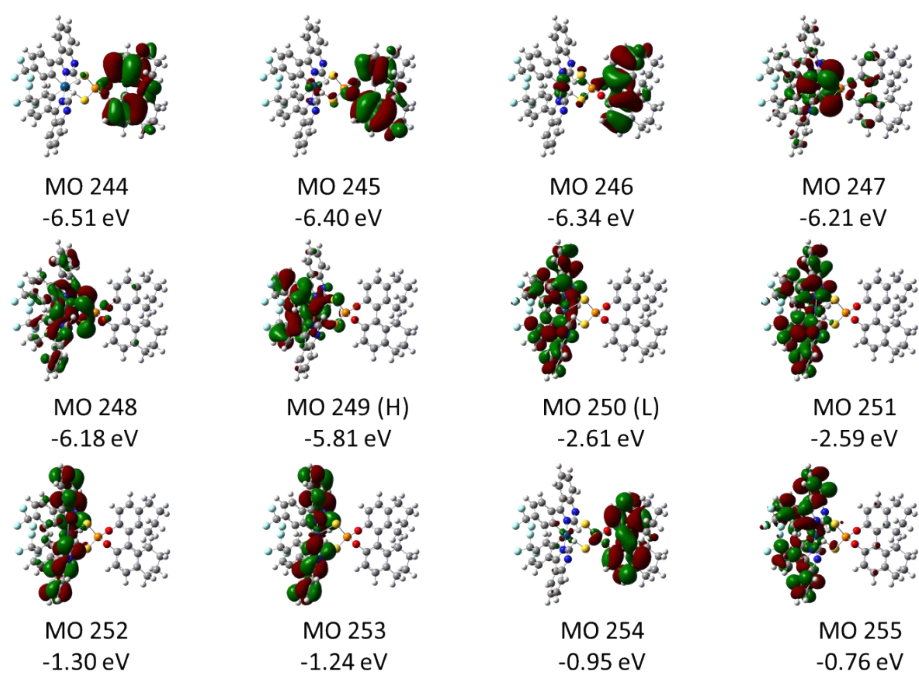 MO 244 MO 245 MO 246 MO 247
-6.51 eV -6.40 eV -6.34 eV -6.21 eV
MO 248 MO 249 (H) MO 250 (L) MO 251
-6.18 eV -5.81 eV -2.61 eV -2.59 eV
MO 252 MO 253 MO 254 MO 255
-1.30 eV -1.24 eV -0.95 eV -0.76 eV